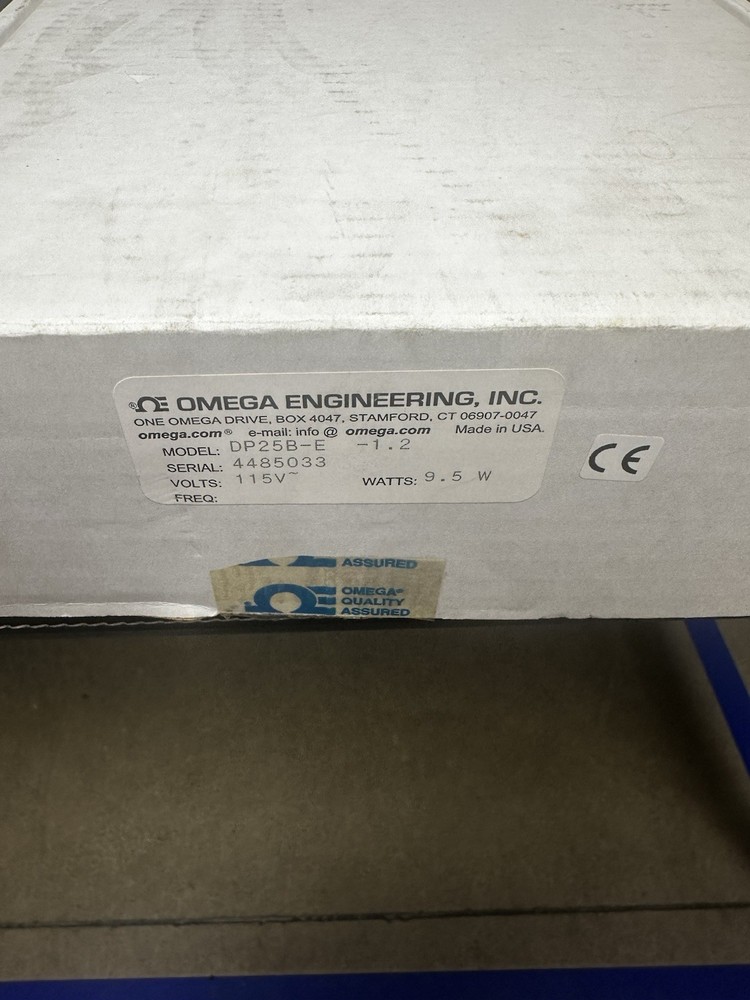 ® OMEGA ENGINEERING, INC.
ONE OMEGA DRIVE, BOX 4047, STAMFORD, CT 06907-0047
omega.com® e-mail: info @ omega.com Made in USA.
MODEL: DP25B-E -1.2
SERIAL: 4485033
VOLTS: 115V~ WATTS: 9.5 W
FREQ:
CE
ASSURED
OMEGA®
QUALITY
ASSURED